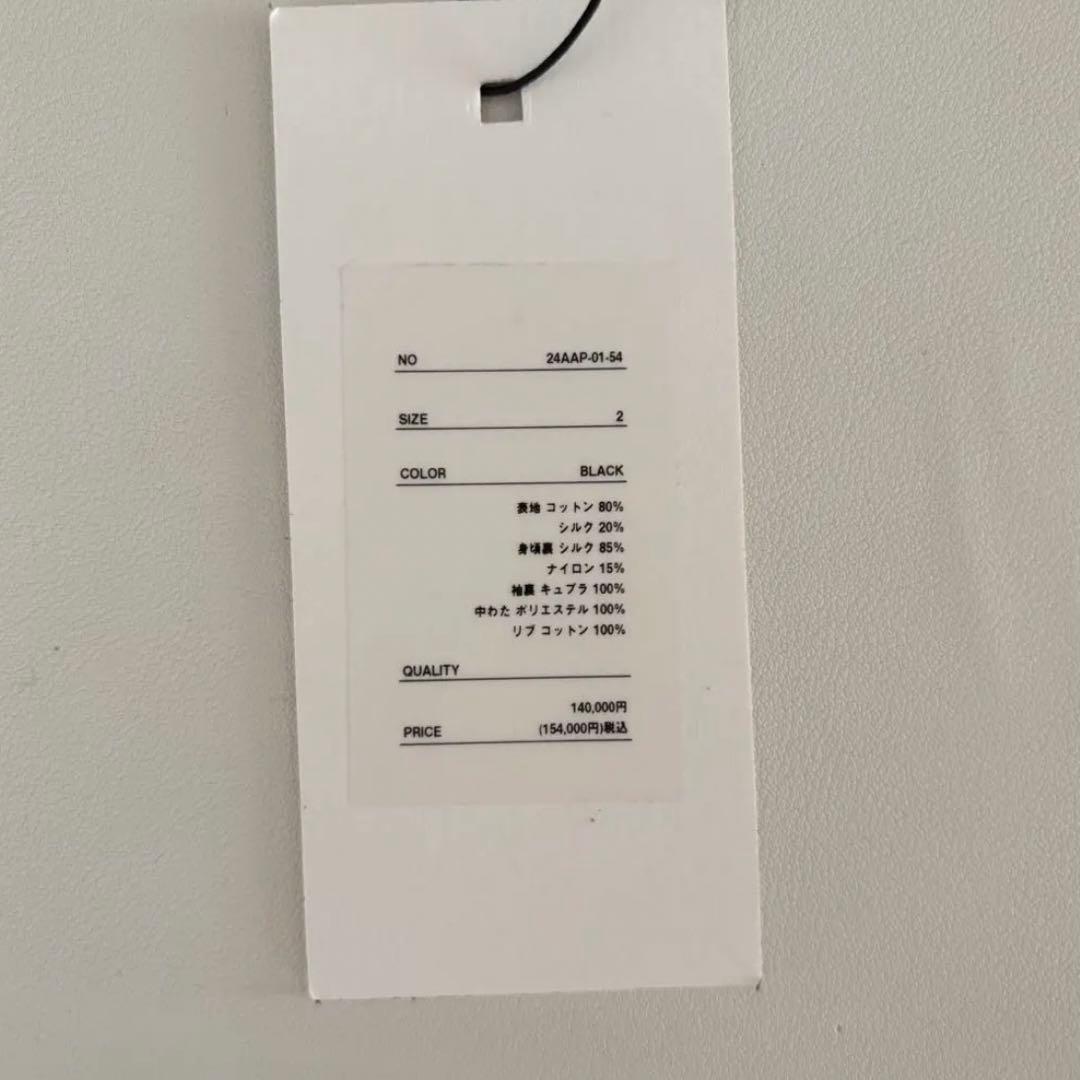 NO 24AAP-01-54
SIZE 2
COLOR BLACK
表地 コットン 80%
シルク 20%
身頃裏 シルク 85%
ナイロン 15%
袖裏 キュプラ 100%
中わた ポリエステル 100%
リブ コットン 100%
QUALITY
140,000円
PRICE (154,000円)税込